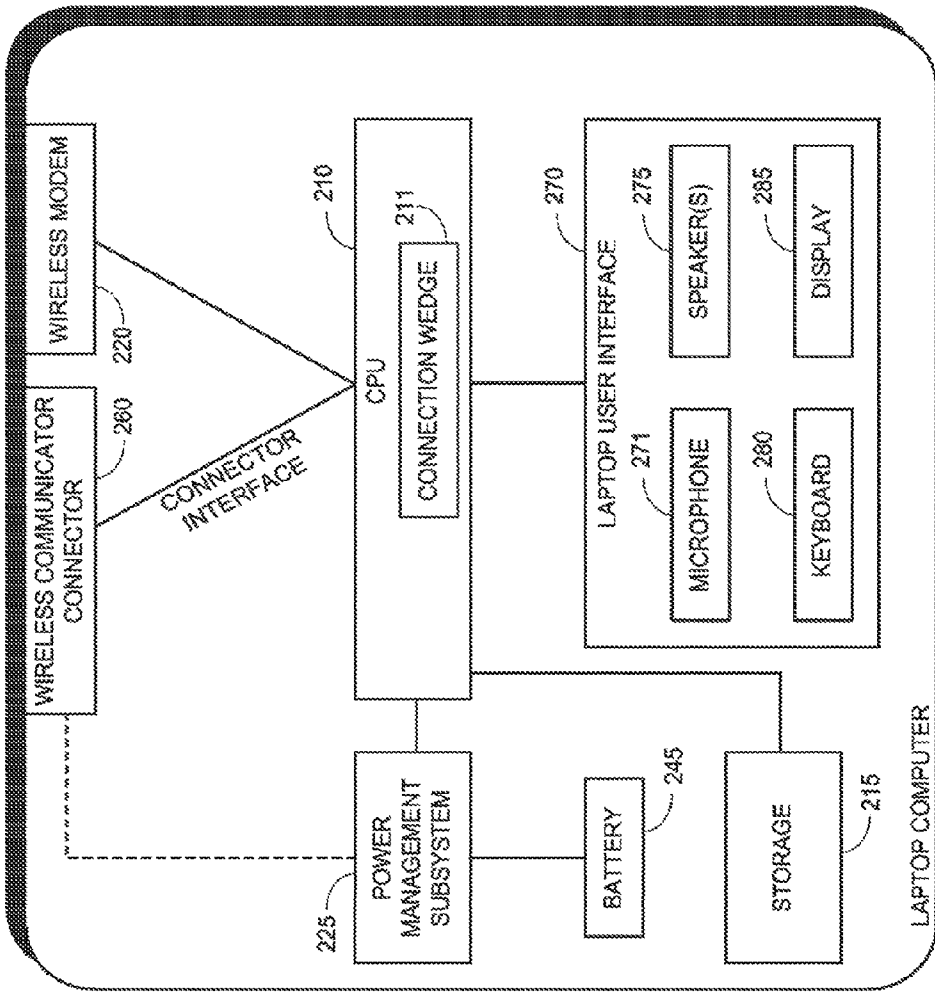 WIRELESS COMMUNICATOR
CONNECTOR
260
WIRELESS MODEM
220
CONNECTOR
INTERFACE
CPU
210
CONNECTION WEDGE
211
225
POWER
MANAGEMENT
SUBSYSTEM
BATTERY
245
STORAGE
215
LAPTOP USER INTERFACE
270
MICROPHONE
271
SPEAKER(S)
275
KEYBOARD
280
DISPLAY
285
LAPTOP COMPUTER